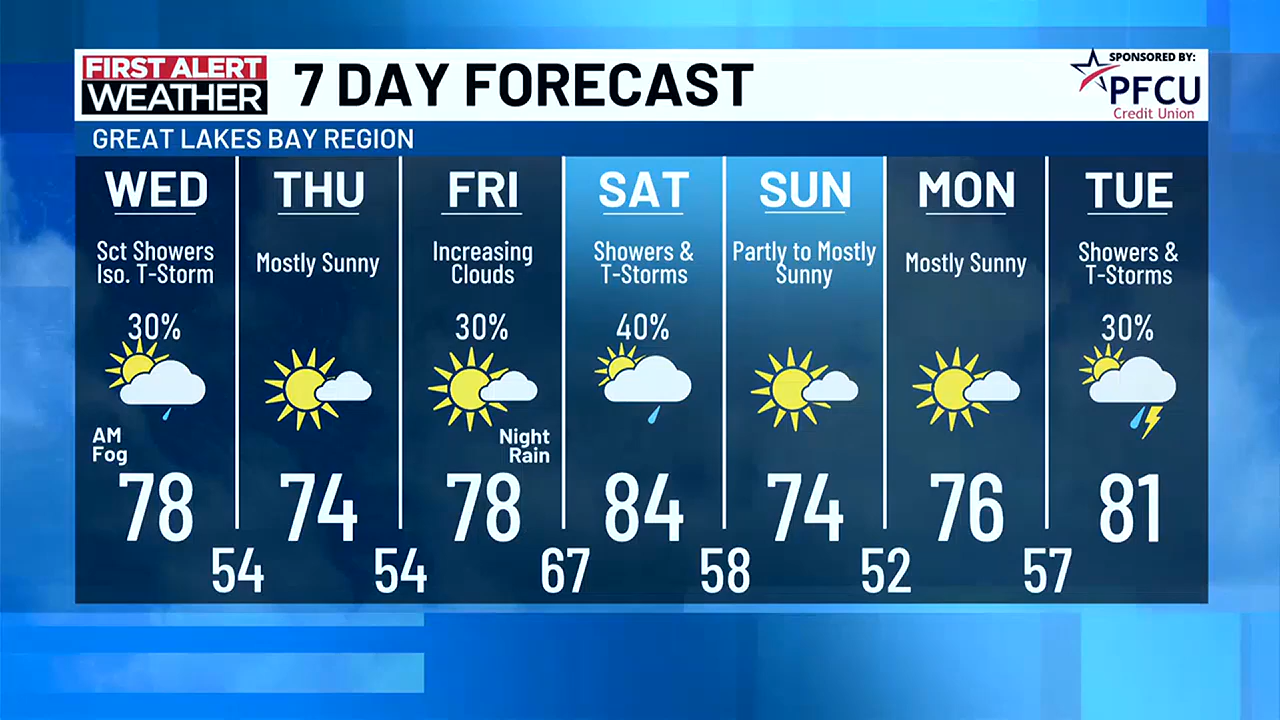 FIRST ALERT
WEATHER
7 DAY FORECAST
SPONSORED BY:
PFCU
Credit Union
GREAT LAKES BAY REGION
WED
Sct Showers
Iso. T-Storm
30%
AM
Fog
78
54
THU
Mostly Sunny
74
54
FRI
Increasing
Clouds
30%
Night
Rain
78
67
SAT
Showers &
T-Storms
40%
84
58
SUN
Partly to Mostly
Sunny
74
52
MON
Mostly Sunny
76
57
TUE
Showers &
T-Storms
30%
81